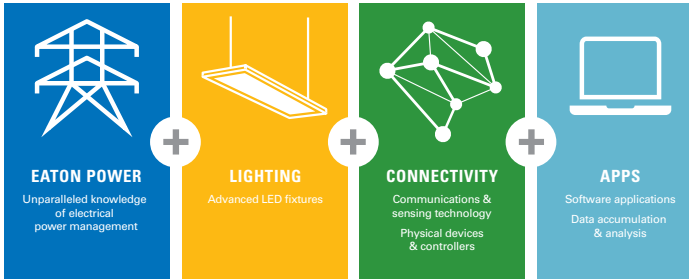 EATON POWER
Unparalleled knowledge
of electrical
power management
LIGHTING
Advanced LED fixtures
CONNECTIVITY
Communications &
sensing technology
Physical devices
& controllers
APPS
Software applications
Data accumulation
& analysis